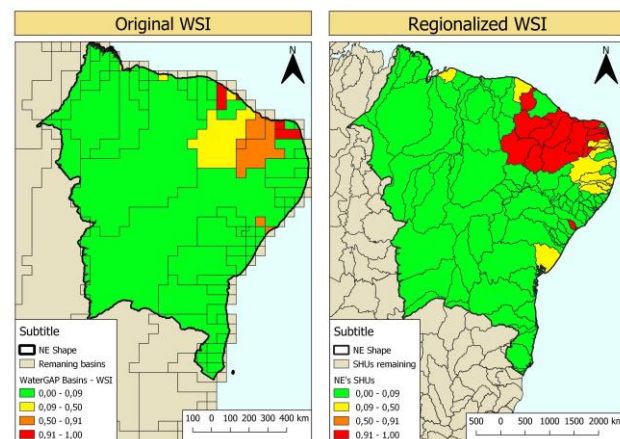 Original WSI
N
Subtitle
NE Shape
Remaning basins
WaterGAP Basins - WSI
0,00 - 0,09
0,09 - 0,50
0,50 - 0,91
0,91 - 1,00
100 0 100 200 300 400 km
Regionalized WSI
N
Subtitle
NE Shape
SHUs remaining
NE's SHUs
0,00 - 0,09
0,09 - 0,50
0,50 - 0,91
0,91 - 1,00
500 0 500 1000 1500 2000 km